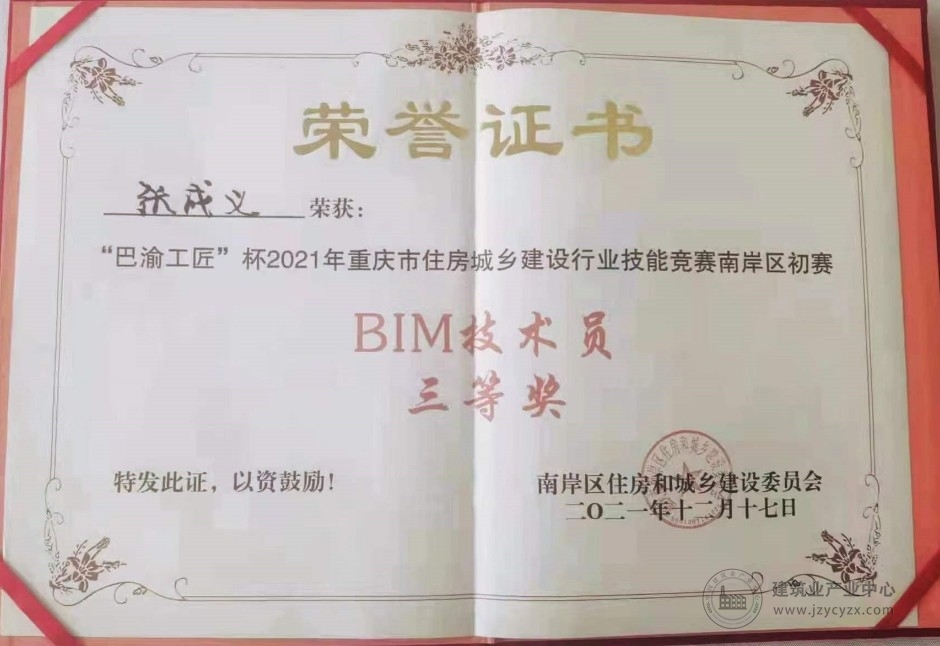 荣誉证书
张成义 荣获：
“巴渝工匠”杯2021年重庆市住房城乡建设行业技能竞赛南岸区初赛
BIM技术员
三等奖
特发此证，以资鼓励！
南岸区住房和城乡建设委员会
二〇二一年十二月十七日
建筑业产业中心
www.jzycyzx.com